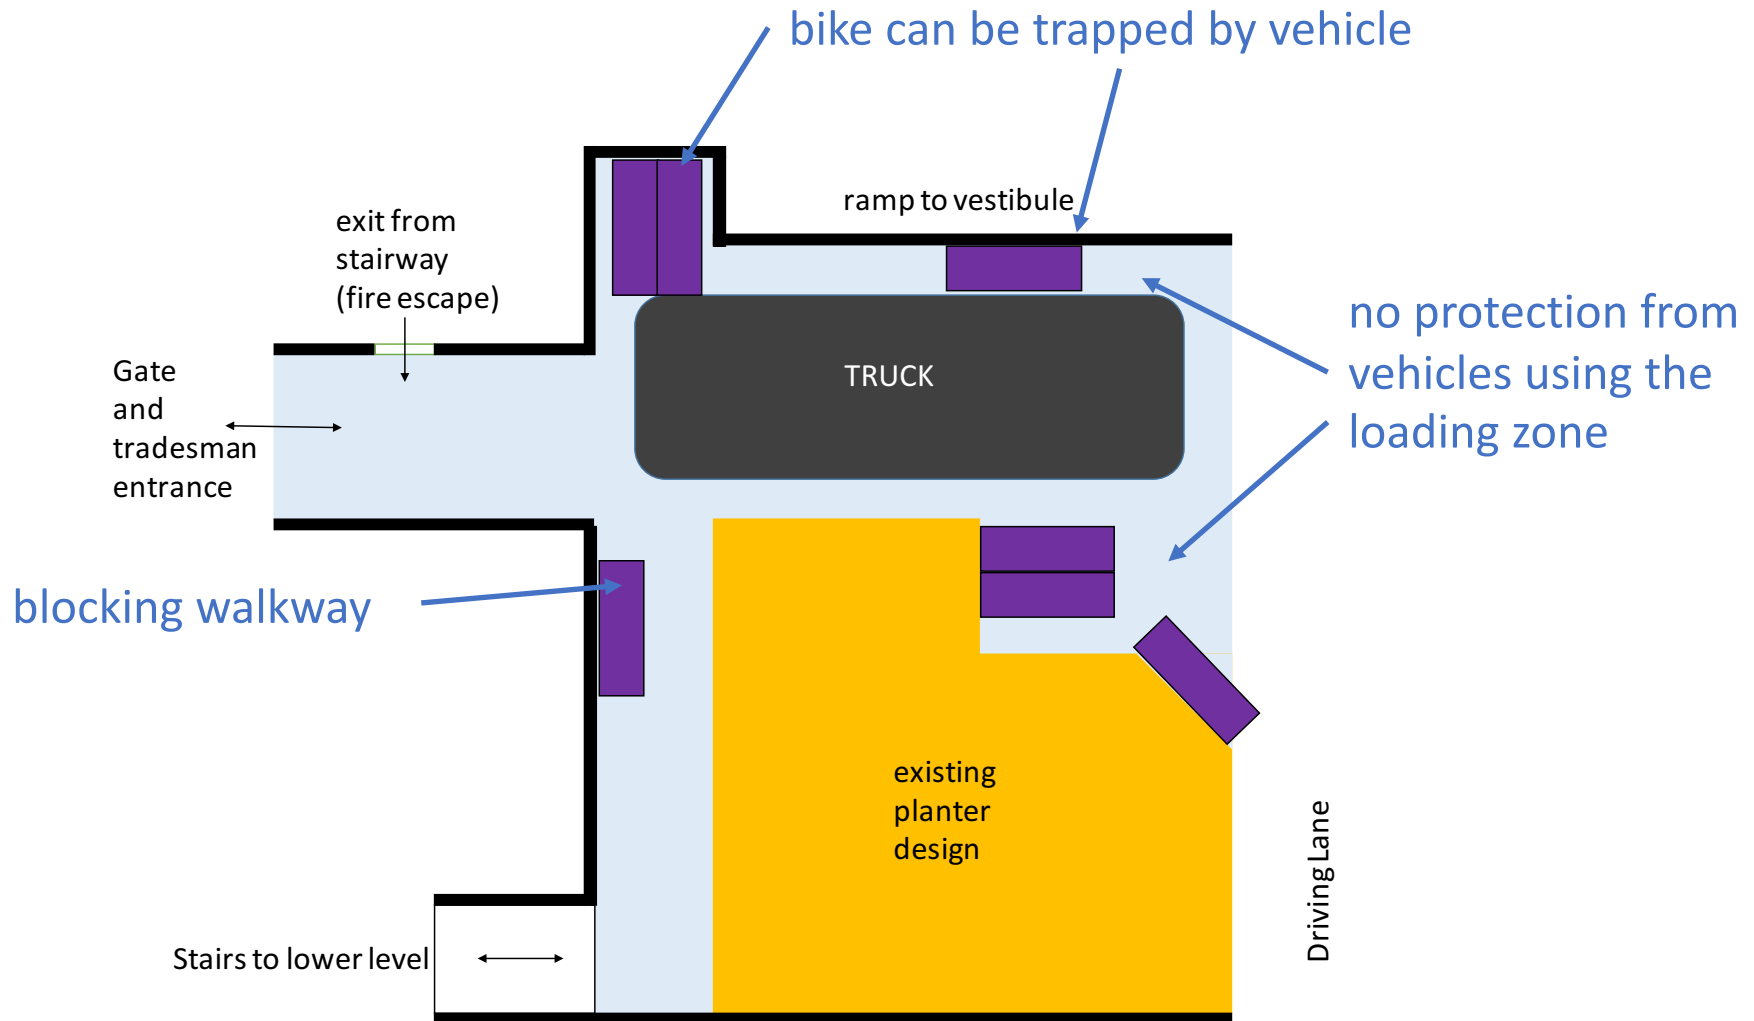 bike can be trapped by vehicle
ramp to vestibule
exit from
stairway
(fire escape)
no protection from
vehicles using the
loading zone
Gate
and
tradesman
entrance
TRUCK
blocking walkway
existing
planter
design
Driving Lane
Stairs to lower level